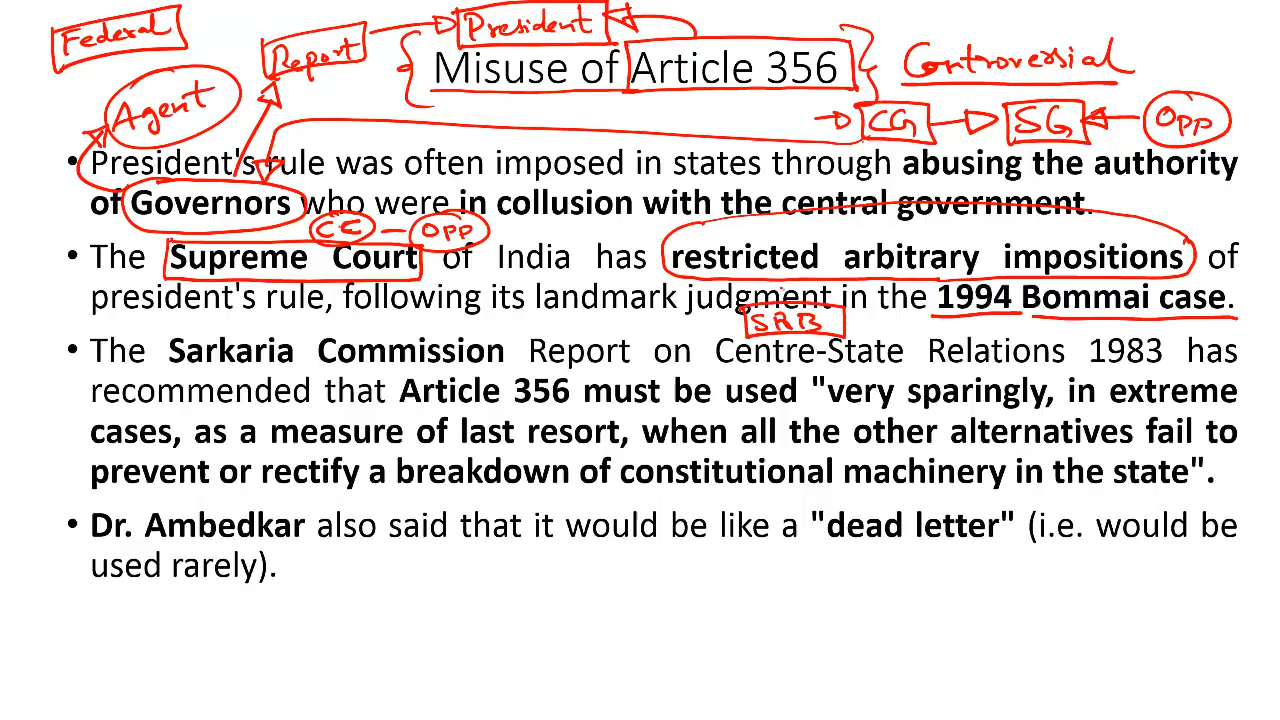 Federal
Report
President
Misuse of Article 356
Controversial
Agent
CG
SG
Opp
• President's rule was often imposed in states through abusing the authority
of Governors who were in collusion with the central government.
CG - Opp
• The Supreme Court of India has restricted arbitrary impositions of
president's rule, following its landmark judgment in the 1994 Bommai case.
SRB
• The Sarkaria Commission Report on Centre-State Relations 1983 has
recommended that Article 356 must be used "very sparingly, in extreme
cases, as a measure of last resort, when all the other alternatives fail to
prevent or rectify a breakdown of constitutional machinery in the state".
• Dr. Ambedkar also said that it would be like a "dead letter" (i.e. would be
used rarely).